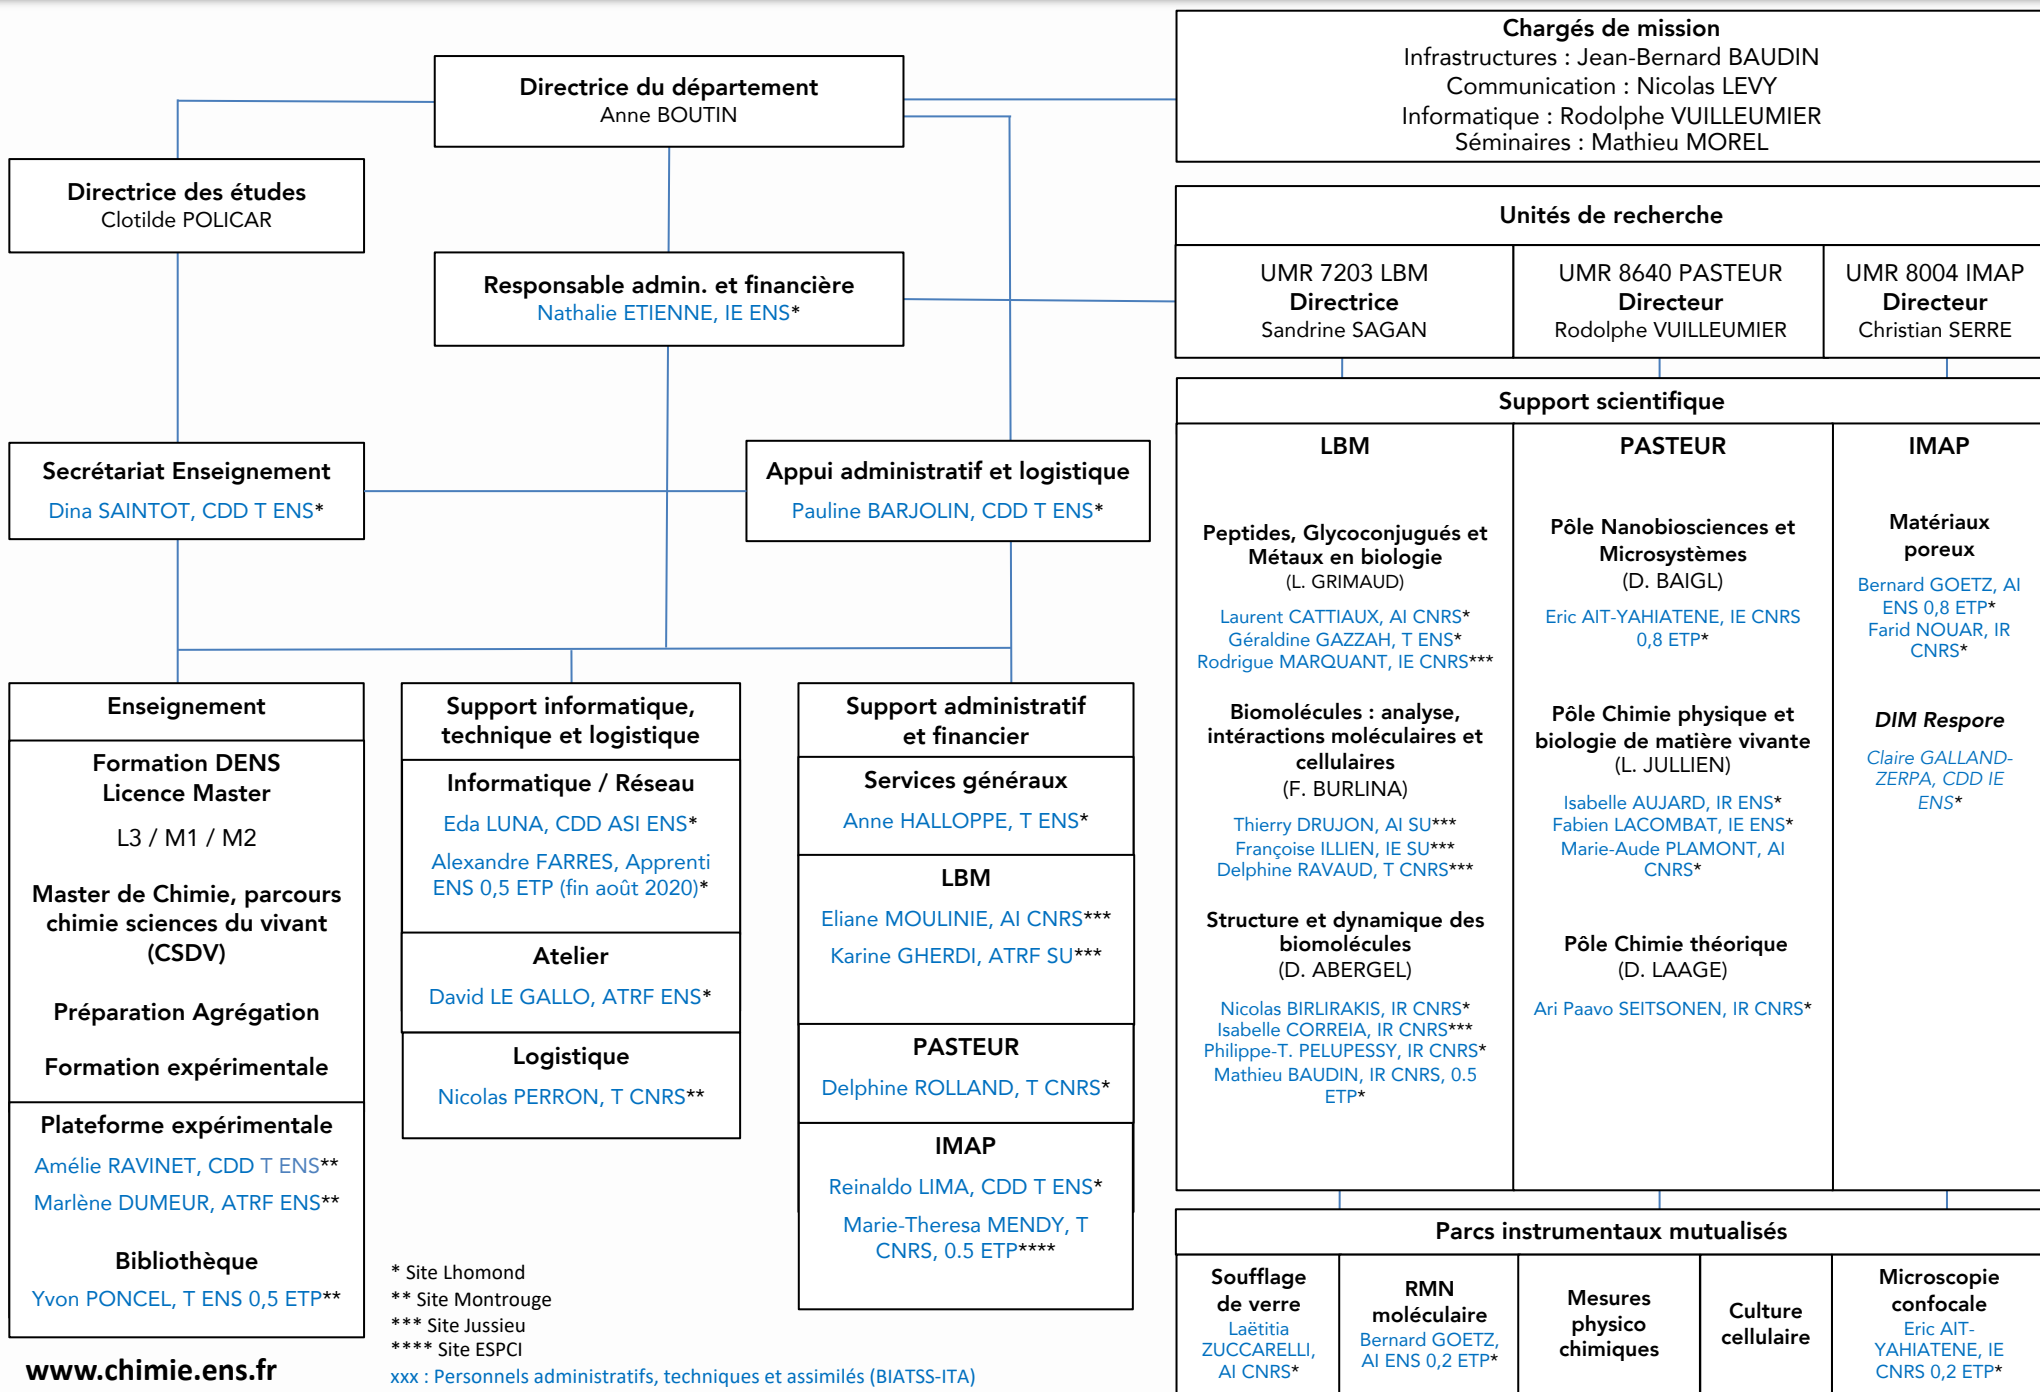 Chargés de mission
Infrastructures : Jean-Bernard BAUDIN
Communication : Nicolas LEVY
Informatique : Rodolphe VUILLEUMIER
Séminaires : Mathieu MOREL
Directrice du département
Anne BOUTIN
Directrice des études
Clotilde POLICAR
Responsable admin. et financière
Nathalie ETIENNE, IE ENS*
Unités de recherche
UMR 7203 LBM
Directrice
Sandrine SAGAN
UMR 8640 PASTEUR
Directeur
Rodolphe VUILLEUMIER
UMR 8004 IMAP
Directeur
Christian SERRE
Secrétariat Enseignement
Dina SAINTOT, CDD T ENS*
Appui administratif et logistique
Pauline BARJOLIN, CDD T ENS*
Support scientifique
LBM
Peptides, Glycoconjugués et
Métaux en biologie
(L. GRIMAUD)
Laurent CATTIAUX, AI CNRS*
Géraldine GAZZAH, T ENS*
Rodrigue MARQUANT, IE CNRS***
Biomolécules : analyse,
intéractions moléculaires et
cellulaires
(F. BURLINA)
Thierry DRUJON, AI SU***
Françoise ILLIEN, IE SU***
Delphine RAVAUD, T CNRS***
Structure et dynamique des
biomolécules
(D. ABERGEL)
Nicolas BIRLIRAKIS, IR CNRS*
Isabelle CORREIA, IR CNRS***
Philippe-T. PELUPESSY, IR CNRS*
Mathieu BAUDIN, IR CNRS, 0.5
ETP*
PASTEUR
Pôle Nanobiosciences et
Microsystèmes
(D. BAIGL)
Eric AIT-YAHIATENE, IE CNRS
0,8 ETP*
Pôle Chimie physique et
biologie de matière vivante
(L. JULLIEN)
Isabelle AUJARD, IR ENS*
Fabien LACOMBAT, IE ENS*
Marie-Aude PLAMONT, AI
CNRS*
Pôle Chimie théorique
(D. LAAGE)
Ari Paavo SEITSONEN, IR CNRS*
IMAP
Matériaux
poreux
Bernard GOETZ, AI
ENS 0,8 ETP*
Farid NOUAR, IR
CNRS*
DIM Respore
Claire GALLAND-
ZERPA, CDD IE
ENS*
Enseignement
Formation DENS
Licence Master
L3 / M1 / M2
Master de Chimie, parcours
chimie sciences du vivant
(CSDV)
Préparation Agrégation
Formation expérimentale
Plateforme expérimentale
Amélie RAVINET, CDD T ENS**
Marlène DUMEUR, ATRF ENS**
Bibliothèque
Yvon PONCEL, T ENS 0,5 ETP**
Support informatique,
technique et logistique
Informatique / Réseau
Eda LUNA, CDD ASI ENS*
Alexandre FARRES, Apprenti
ENS 0,5 ETP (fin août 2020)*
Atelier
David LE GALLO, ATRF ENS*
Logistique
Nicolas PERRON, T CNRS**
Support administratif
et financier
Services généraux
Anne HALLOPPE, T ENS*
LBM
Eliane MOULINIE, AI CNRS***
Karine GHERDI, ATRF SU***
PASTEUR
Delphine ROLLAND, T CNRS*
IMAP
Reinaldo LIMA, CDD T ENS*
Marie-Theresa MENDY, T
CNRS, 0.5 ETP****
Parcs instrumentaux mutualisés
Soufflage
de verre
Laëtitia
ZUCCARELLI,
AI CNRS*
RMN
moléculaire
Bernard GOETZ,
AI ENS 0,2 ETP*
Mesures
physico
chimiques
Culture
cellulaire
Microscopie
confocale
Eric AIT-
YAHIATENE, IE
CNRS 0,2 ETP*
* Site Lhomond
** Site Montrouge
*** Site Jussieu
**** Site ESPCI
xxx : Personnels administratifs, techniques et assimilés (BIATSS-ITA)
www.chimie.ens.fr